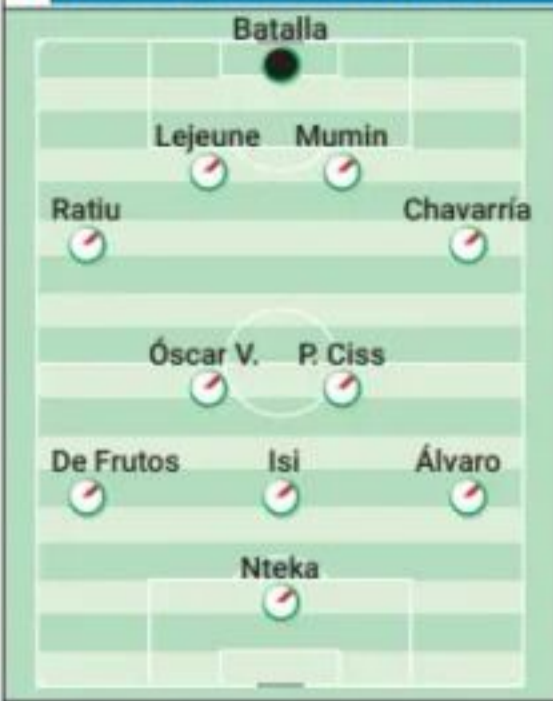 Batalla
Lejeune Mumin
Ratiu Chavarría
Óscar V. P. Ciss
De Frutos Isi Álvaro
Nteka